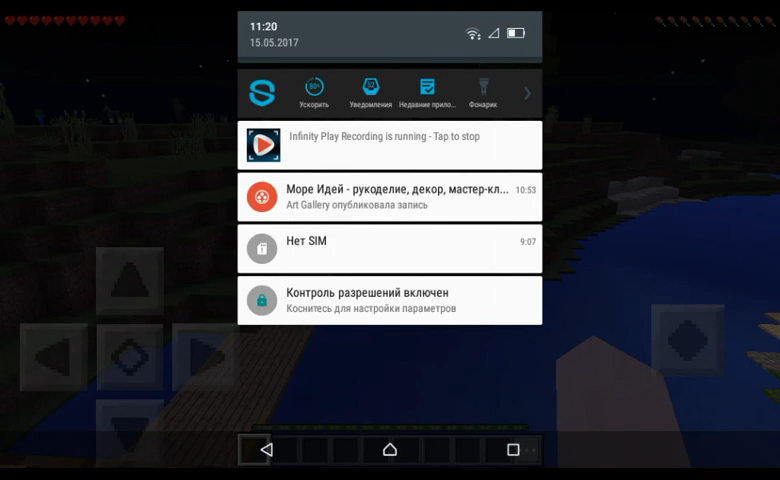 11:20
15.05.2017
80%
Ускорить
Уведомления
Недавние прило...
Фонарик
Infinity Play Recording is running - Tap to stop
Море Идей - рукоделие, декор, мастер-кл... 10:53
Art Gallery опубликовала запись
Нет SIM 9:07
Контроль разрешений включен
Коснитесь для настройки параметров